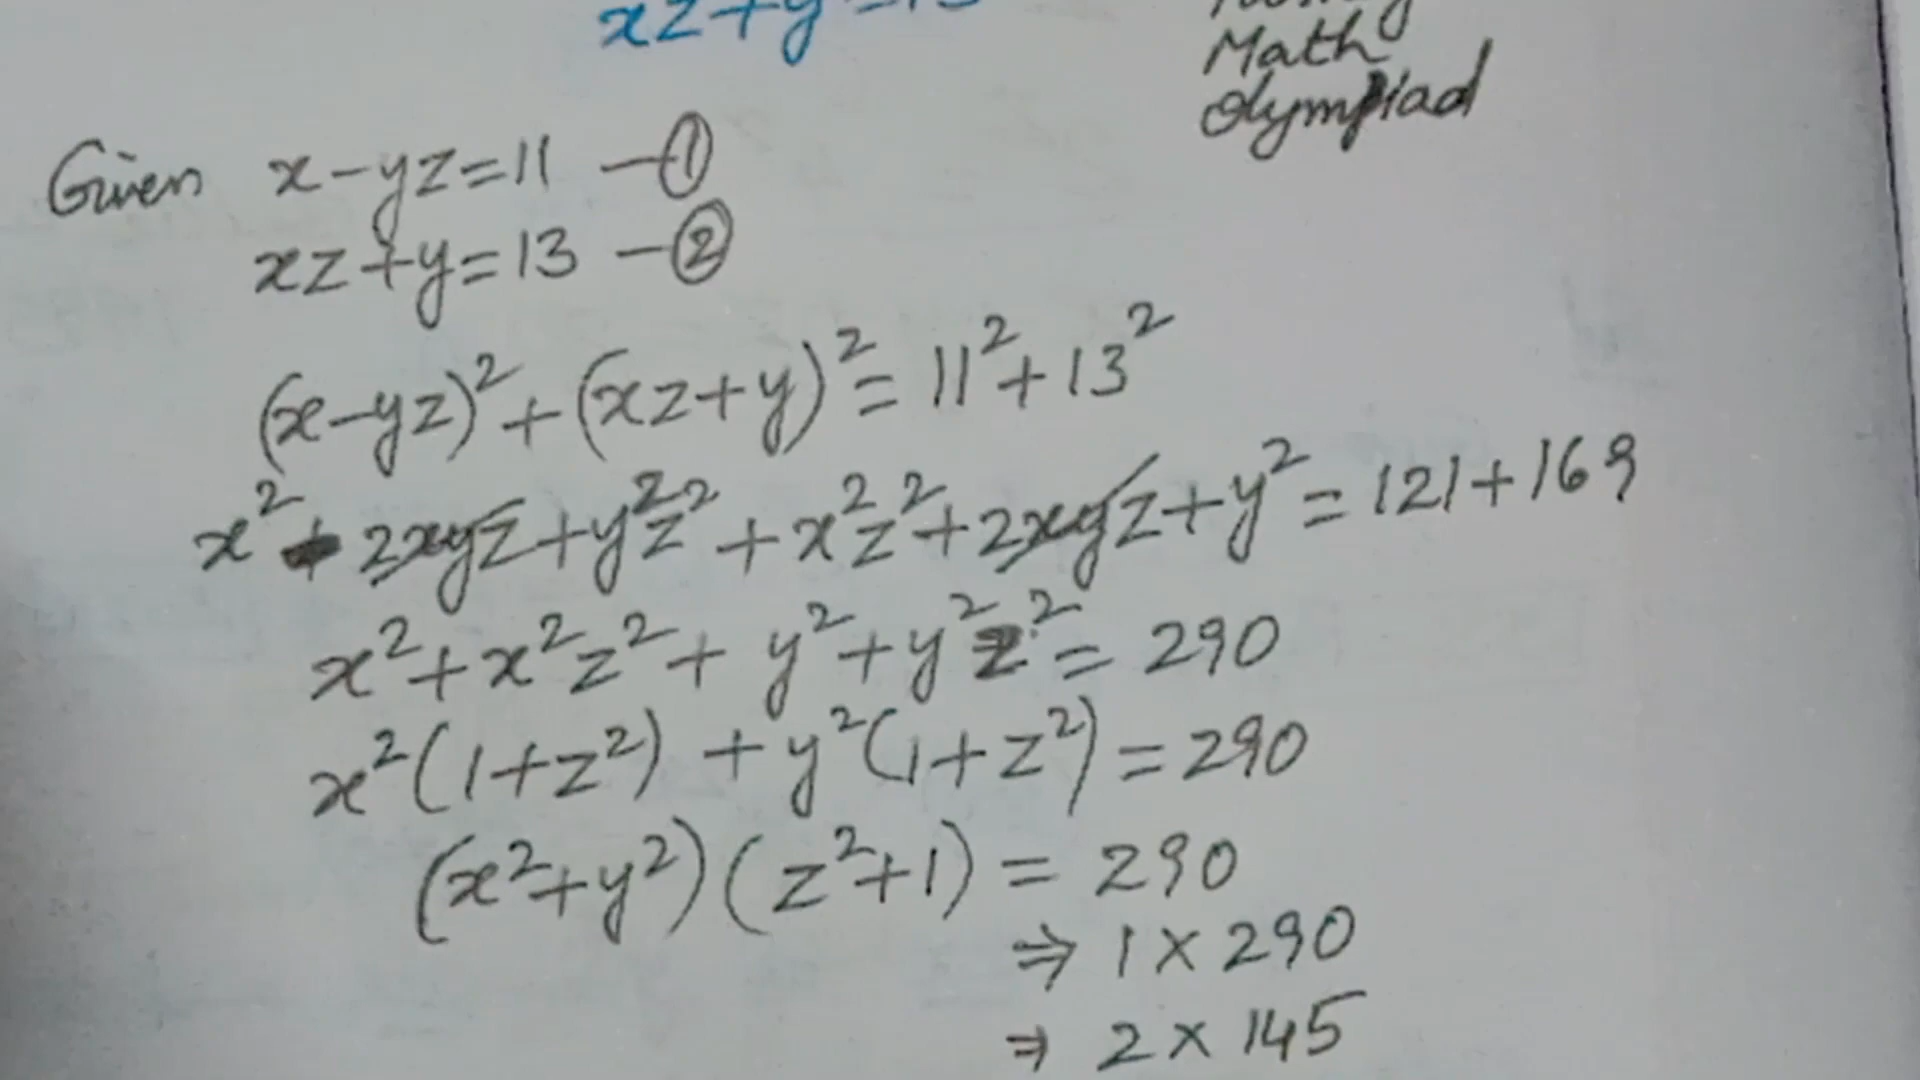 xz+y=13
Math
Olympiad
Given x-yz=11 —①
xz+y=13 —②
(x-yz)²+(xz+y)²=11²+13²
x²-2xyz+y²z²+x²z²+2xyz+y²=121+169
x²+x²z²+y²+y²z²=290
x²(1+z²)+y²(1+z²)=290
(x²+y²)(z²+1)=290
⇒ 1×290
⇒ 2×145